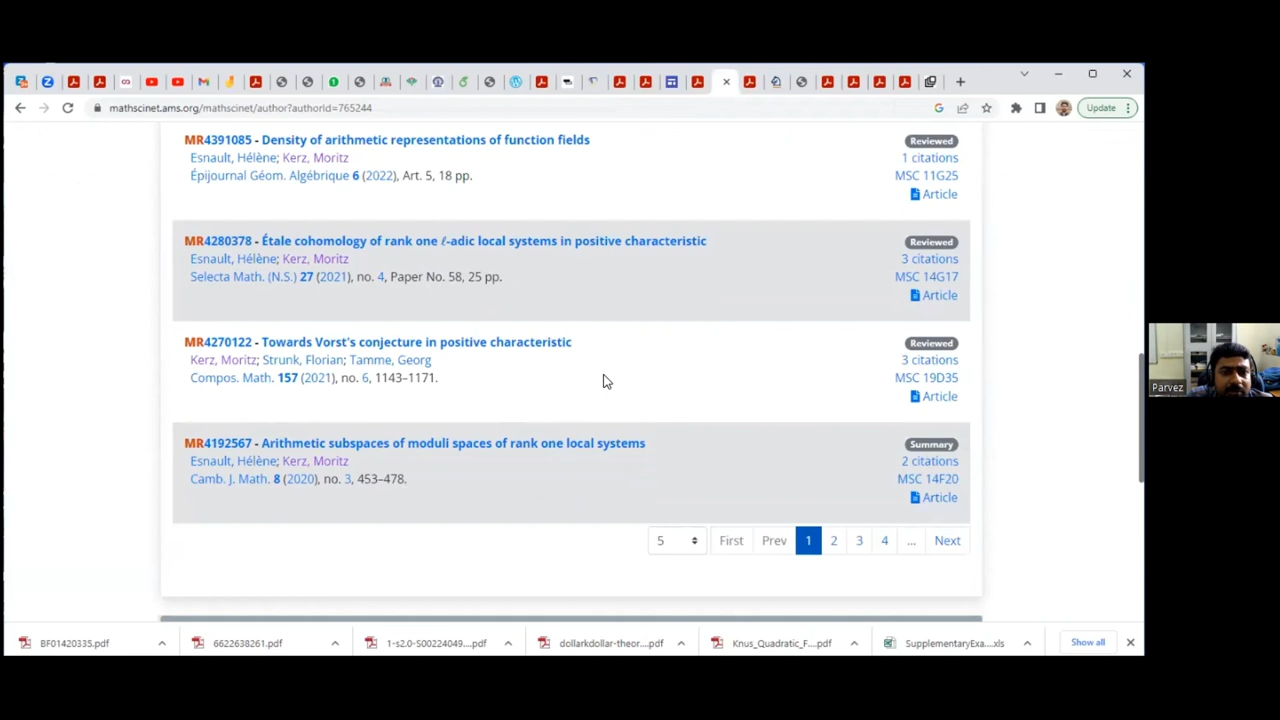 mathscinet.ams.org/mathscinet/author?authorId=765244
Update
MR4391085 - Density of arithmetic representations of function fields
Reviewed
Esnault, Hélène; Kerz, Moritz
1 citations
Épijournal Géom. Algébrique 6 (2022), Art. 5, 18 pp.
MSC 11G25
Article
MR4280378 - Étale cohomology of rank one ℓ-adic local systems in positive characteristic
Reviewed
Esnault, Hélène; Kerz, Moritz
3 citations
Selecta Math. (N.S.) 27 (2021), no. 4, Paper No. 58, 25 pp.
MSC 14G17
Article
MR4270122 - Towards Vorst's conjecture in positive characteristic
Reviewed
Kerz, Moritz; Strunk, Florian; Tamme, Georg
3 citations
Compos. Math. 157 (2021), no. 6, 1143–1171.
MSC 19D35
Article
MR4192567 - Arithmetic subspaces of moduli spaces of rank one local systems
Summary
Esnault, Hélène; Kerz, Moritz
2 citations
Camb. J. Math. 8 (2020), no. 3, 453–478.
MSC 14F20
Article
5 First Prev 1 2 3 4 ... Next
BF01420335.pdf 6622638261.pdf 1-s2.0-S00224049....pdf dollarkdollar-theor....pdf Knus_Quadratic_F....pdf SupplementaryExa....xls Show all
Parvez